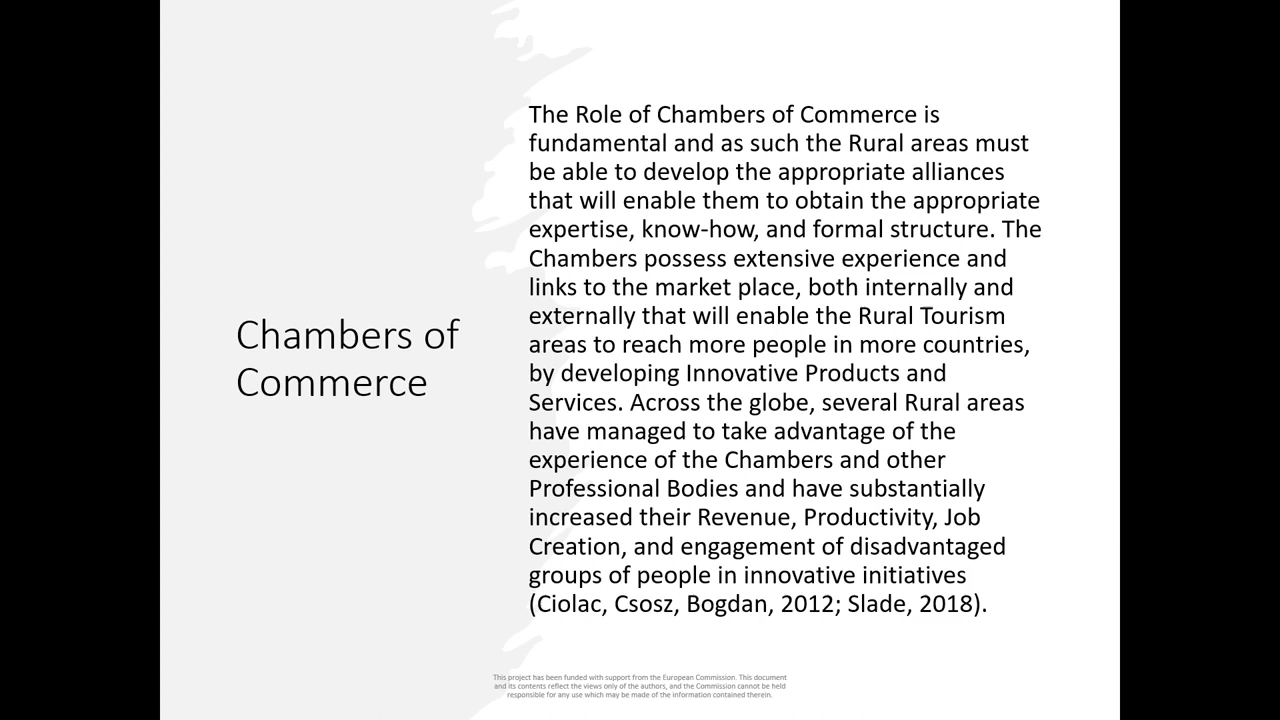 Chambers of
Commerce
The Role of Chambers of Commerce is
fundamental and as such the Rural areas must
be able to develop the appropriate alliances
that will enable them to obtain the appropriate
expertise, know-how, and formal structure. The
Chambers possess extensive experience and
links to the market place, both internally and
externally that will enable the Rural Tourism
areas to reach more people in more countries,
by developing Innovative Products and
Services. Across the globe, several Rural areas
have managed to take advantage of the
experience of the Chambers and other
Professional Bodies and have substantially
increased their Revenue, Productivity, Job
Creation, and engagement of disadvantaged
groups of people in innovative initiatives
(Ciolac, Csosz, Bogdan, 2012; Slade, 2018).
This project has been funded with support from the European Commission. This document
and its contents reflect the views only of the authors, and the Commission cannot be held
responsible for any use which may be made of the information contained therein.